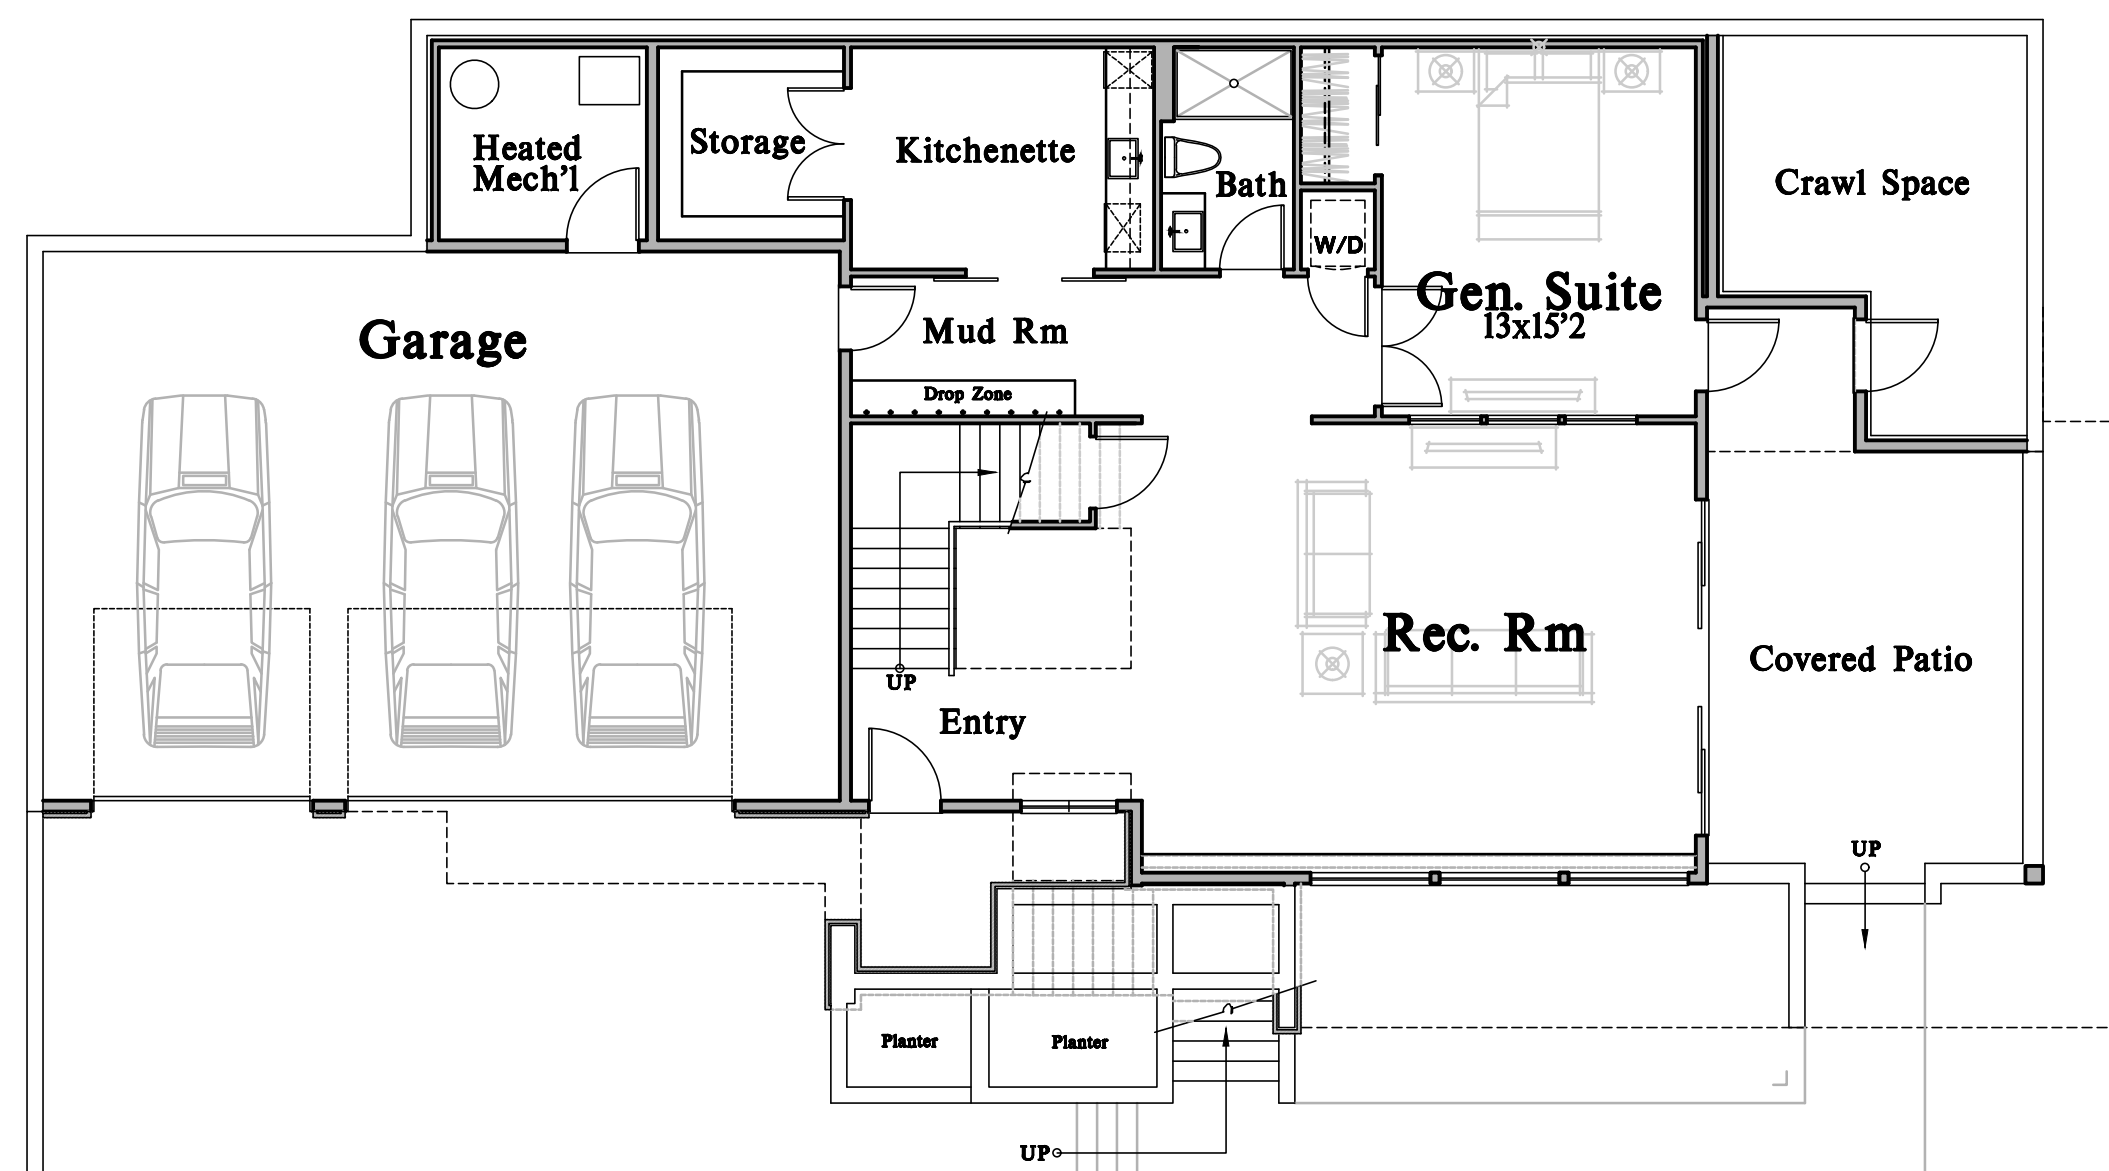 Heated
Mech'l
Storage
Kitchenette
Bath
W/D
Gen. Suite
13x15'2
Crawl Space
Garage
Mud Rm
Drop Zone
UP
Entry
Rec. Rm
Covered Patio
UP
Planter
Planter
UP